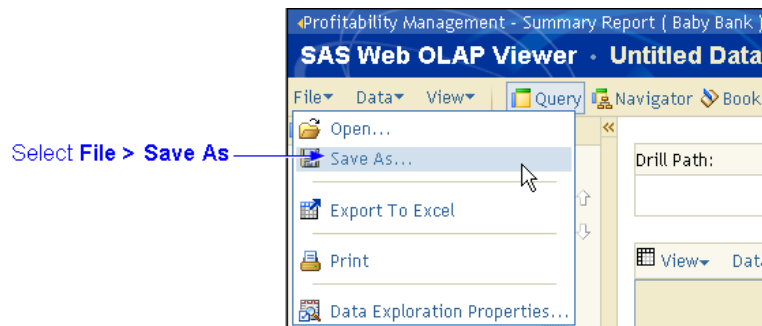 Profitability Management - Summary Report ( Baby Bank )
SAS Web OLAP Viewer · Untitled Data
File Data View Query Navigator Book
Open...
Select File > Save As
Save As...
Drill Path:
Export To Excel
Print
View Data
Data Exploration Properties...